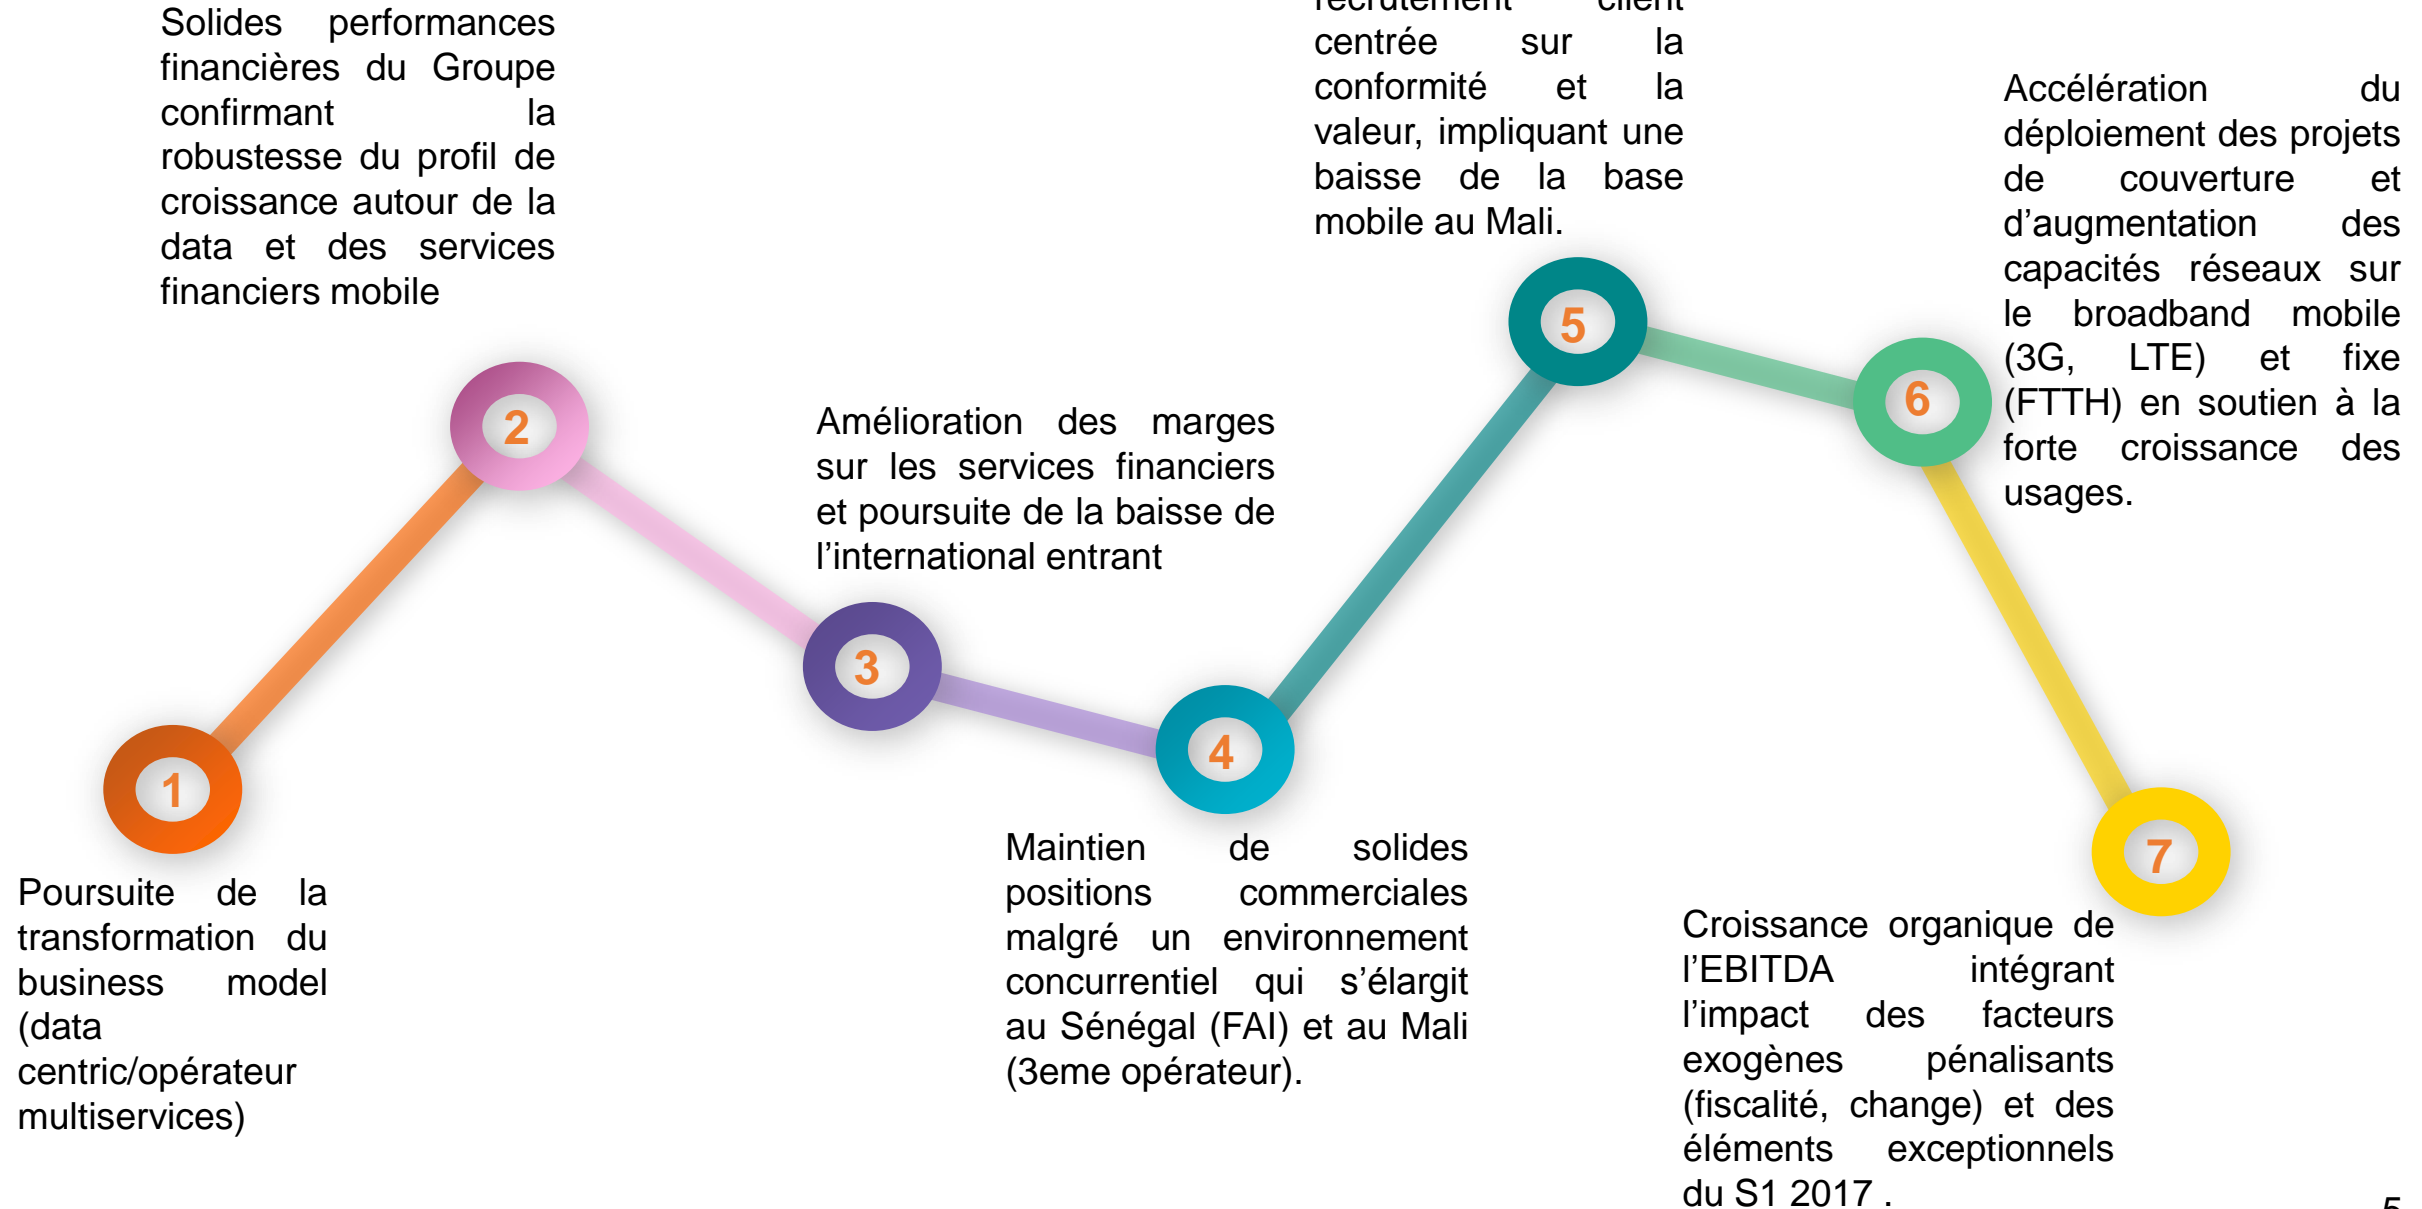 Solides performances
financières du Groupe
confirmant la
robustesse du profil de
croissance autour de la
data et des services
financiers mobile
recrutement client
centrée sur la
conformité et la
valeur, impliquant une
baisse de la base
mobile au Mali.
Accélération du
déploiement des projets
de couverture et
d’augmentation des
capacités réseaux sur
le broadband mobile
(3G, LTE) et fixe
(FTTH) en soutien à la
forte croissance des
usages.
5
6
2
Amélioration des marges
sur les services financiers
et poursuite de la baisse de
l’international entrant
3
4
1
7
Poursuite de la
transformation du
business model
(data
centric/opérateur
multiservices)
Maintien de solides
positions commerciales
malgré un environnement
concurrentiel qui s’élargit
au Sénégal (FAI) et au Mali
(3eme opérateur).
Croissance organique de
l’EBITDA intégrant
l’impact des facteurs
exogènes pénalisants
(fiscalité, change) et des
éléments exceptionnels
du S1 2017 .
5